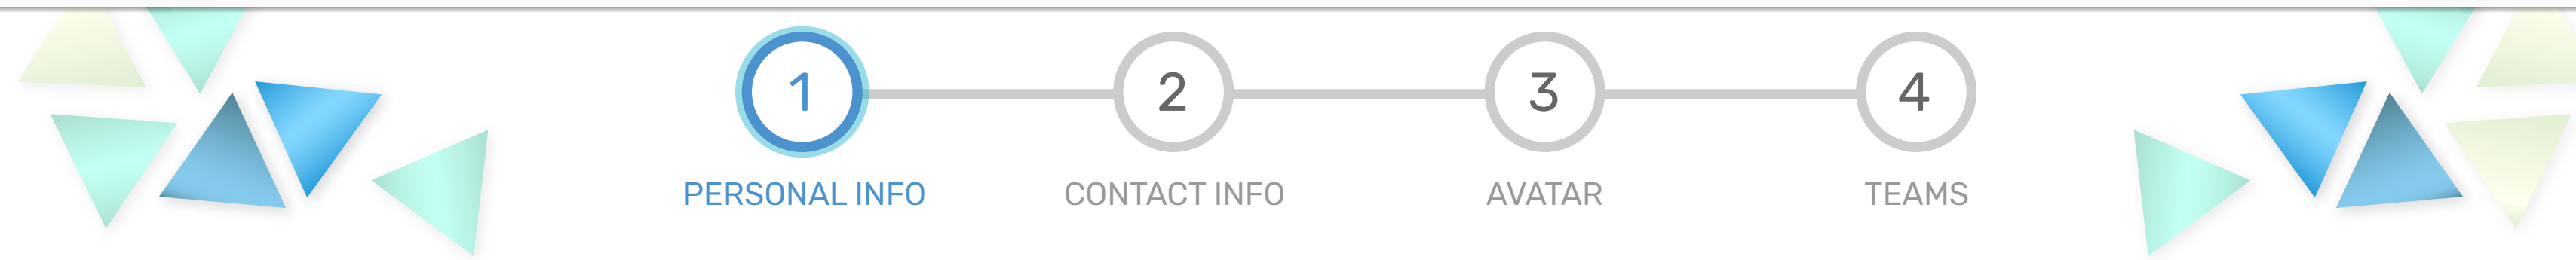 1
2
3
4
PERSONAL INFO
CONTACT INFO
AVATAR
TEAMS